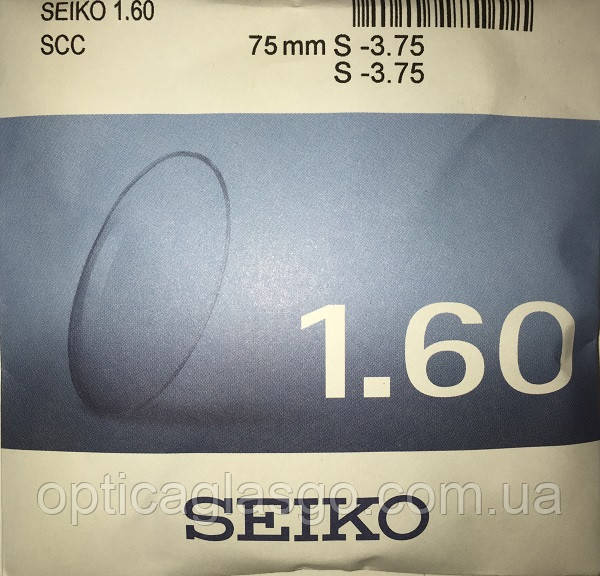 SEIKO 1.60
SCC 75 mm S -3.75
S -3.75
1.60
opticaglasgo.com.ua
SEIKO